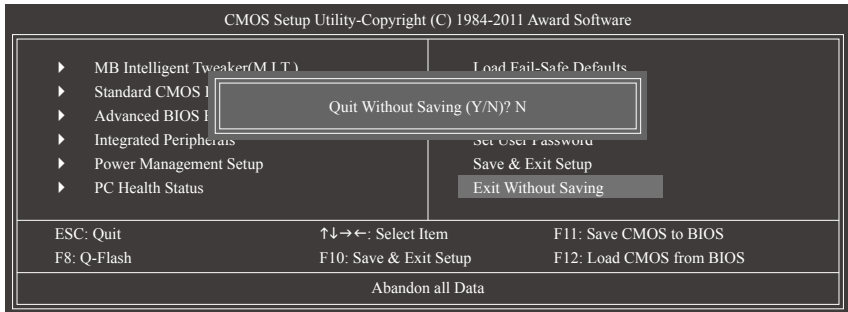 CMOS Setup Utility-Copyright (C) 1984-2011 Award Software
MB Intelligent Tweaker(M.I.T.)
Standard CMOS
Advanced BIOS
Integrated Peripherals
Power Management Setup
PC Health Status
Load Fail-Safe Defaults
Set User Password
Save & Exit Setup
Exit Without Saving
Quit Without Saving (Y/N)? N
ESC: Quit
↑↓→←: Select Item
F11: Save CMOS to BIOS
F8: Q-Flash
F10: Save & Exit Setup
F12: Load CMOS from BIOS
Abandon all Data